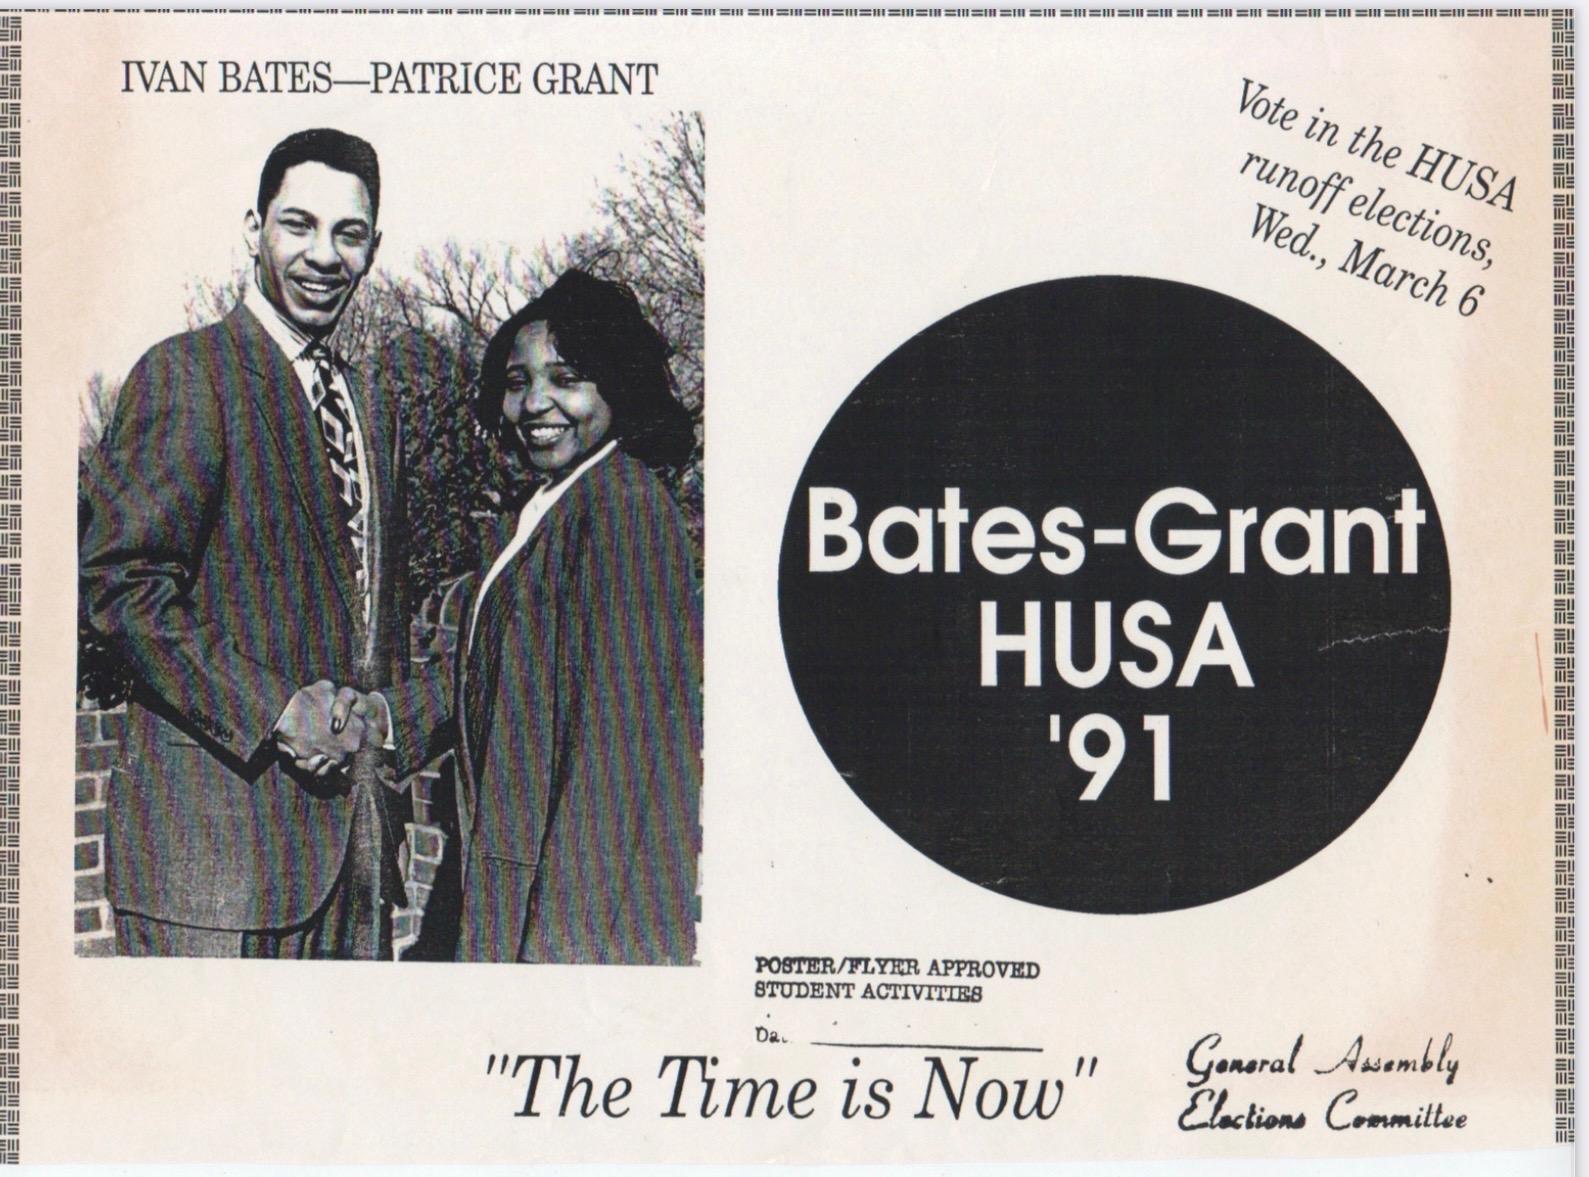 IVAN BATES—PATRICE GRANT
Vote in the HUSA
runoff elections,
Wed., March 6
Bates-Grant
HUSA
'91
POSTER/FLYER APPROVED
STUDENT ACTIVITIES
"The Time is Now"
General Assembly
Elections Committee